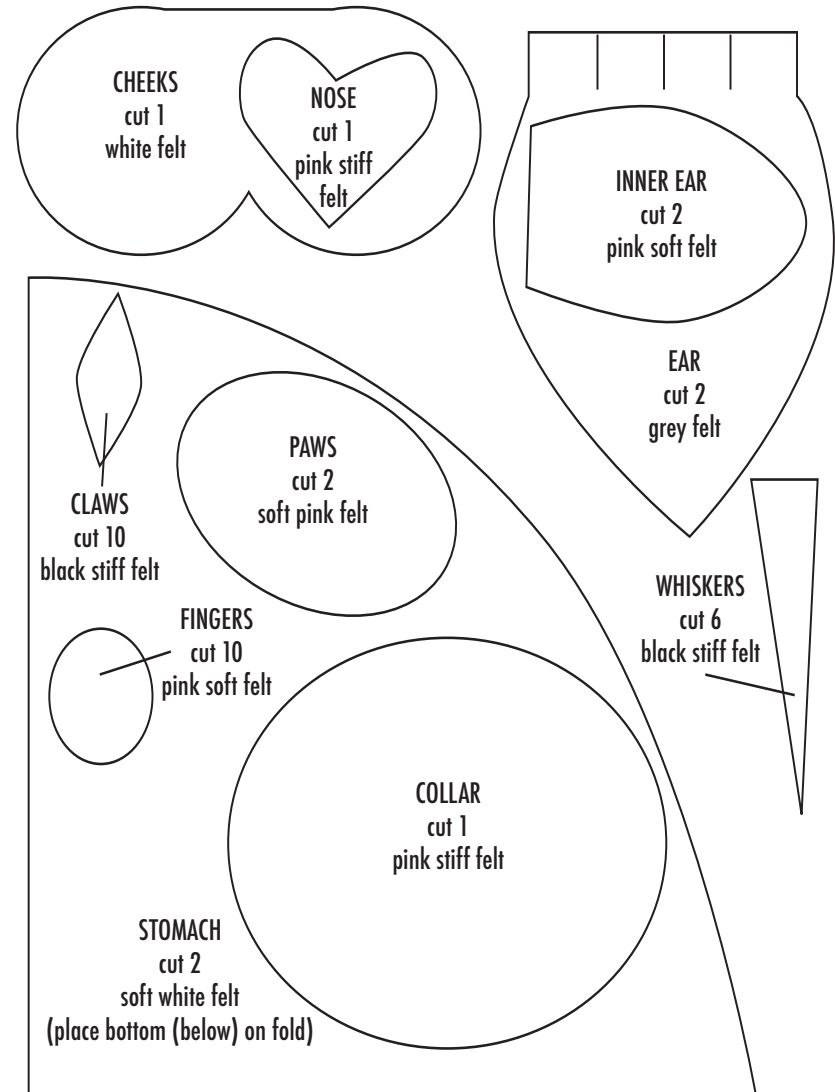 CHEEKS
cut 1
white felt
NOSE
cut 1
pink stiff
felt
INNER EAR
cut 2
pink soft felt
EAR
cut 2
grey felt
PAWS
cut 2
soft pink felt
CLAWS
cut 10
black stiff felt
WHISKERS
cut 6
black stiff felt
FINGERS
cut 10
pink soft felt
COLLAR
cut 1
pink stiff felt
STOMACH
cut 2
soft white felt
(place bottom (below) on fold)